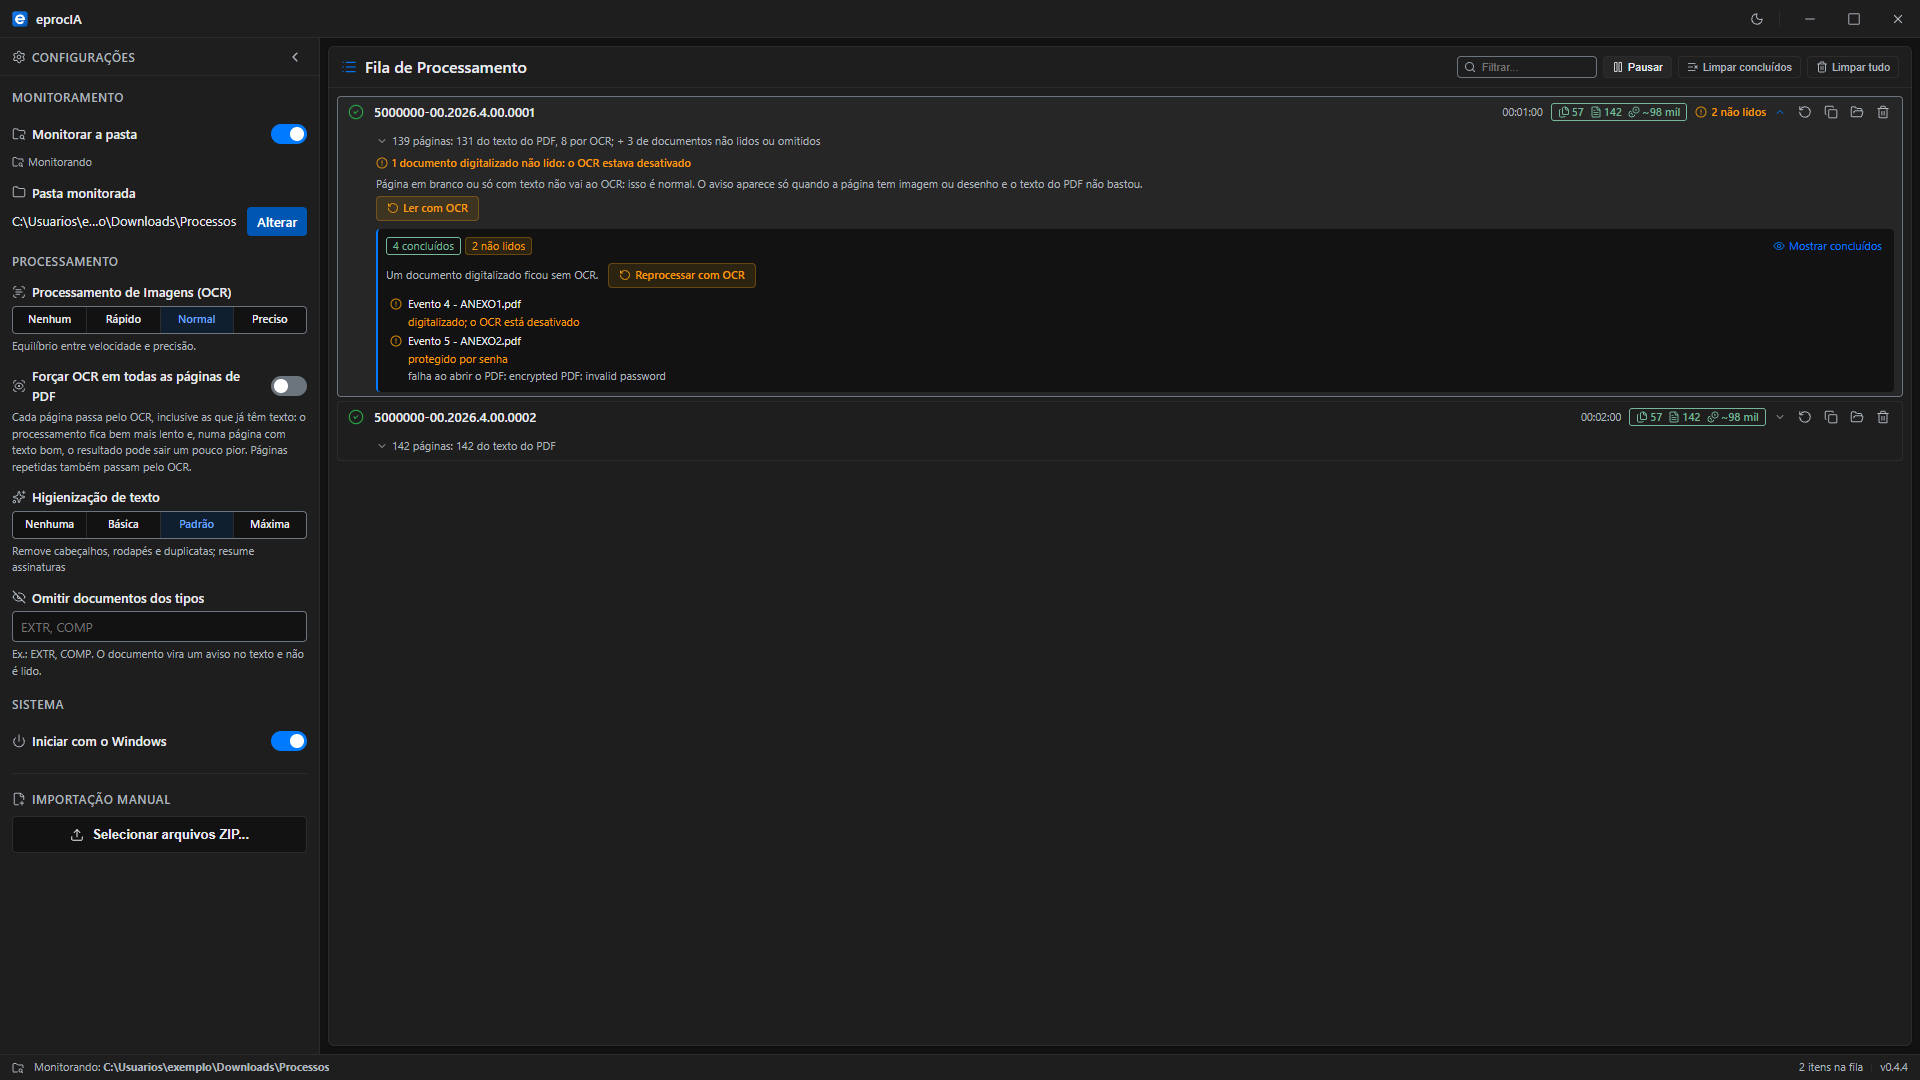 eprocIA
CONFIGURAÇÕES
MONITORAMENTO
Monitorar a pasta
Monitorando
Pasta monitorada
C:\Usuarios\e...o\Downloads\Processos
Alterar
PROCESSAMENTO
Processamento de Imagens (OCR)
Nenhum Rápido Normal Preciso
Equilíbrio entre velocidade e precisão.
Forçar OCR em todas as páginas de
PDF
Cada página passa pelo OCR, inclusive as que já têm texto: o
processamento fica bem mais lento e, numa página com
texto bom, o resultado pode sair um pouco pior. Páginas
repetidas também passam pelo OCR.
Higienização de texto
Nenhuma Básica Padrão Máxima
Remove cabeçalhos, rodapés e duplicatas; resume
assinaturas
Omitir documentos dos tipos
EXTR, COMP
Ex.: EXTR, COMP. O documento vira um aviso no texto e não
é lido.
SISTEMA
Iniciar com o Windows
IMPORTAÇÃO MANUAL
Selecionar arquivos ZIP...
Fila de Processamento
Filtrar...
Pausar
Limpar concluídos
Limpar tudo
5000000-00.2026.4.00.0001
00:01:00 57 142 ~98 mil 2 não lidos
139 páginas: 131 do texto do PDF, 8 por OCR; + 3 de documentos não lidos ou omitidos
1 documento digitalizado não lido: o OCR estava desativado
Página em branco ou só com texto não vai ao OCR: isso é normal. O aviso aparece só quando a página tem imagem ou desenho e o texto do PDF não bastou.
Ler com OCR
4 concluídos 2 não lidos
Mostrar concluídos
Um documento digitalizado ficou sem OCR. Reprocessar com OCR
Evento 4 - ANEXO1.pdf
digitalizado; o OCR está desativado
Evento 5 - ANEXO2.pdf
protegido por senha
falha ao abrir o PDF: encrypted PDF: invalid password
5000000-00.2026.4.00.0002
00:02:00 57 142 ~98 mil
142 páginas: 142 do texto do PDF
Monitorando: C:\Usuarios\exemplo\Downloads\Processos
2 itens na fila
v0.4.4